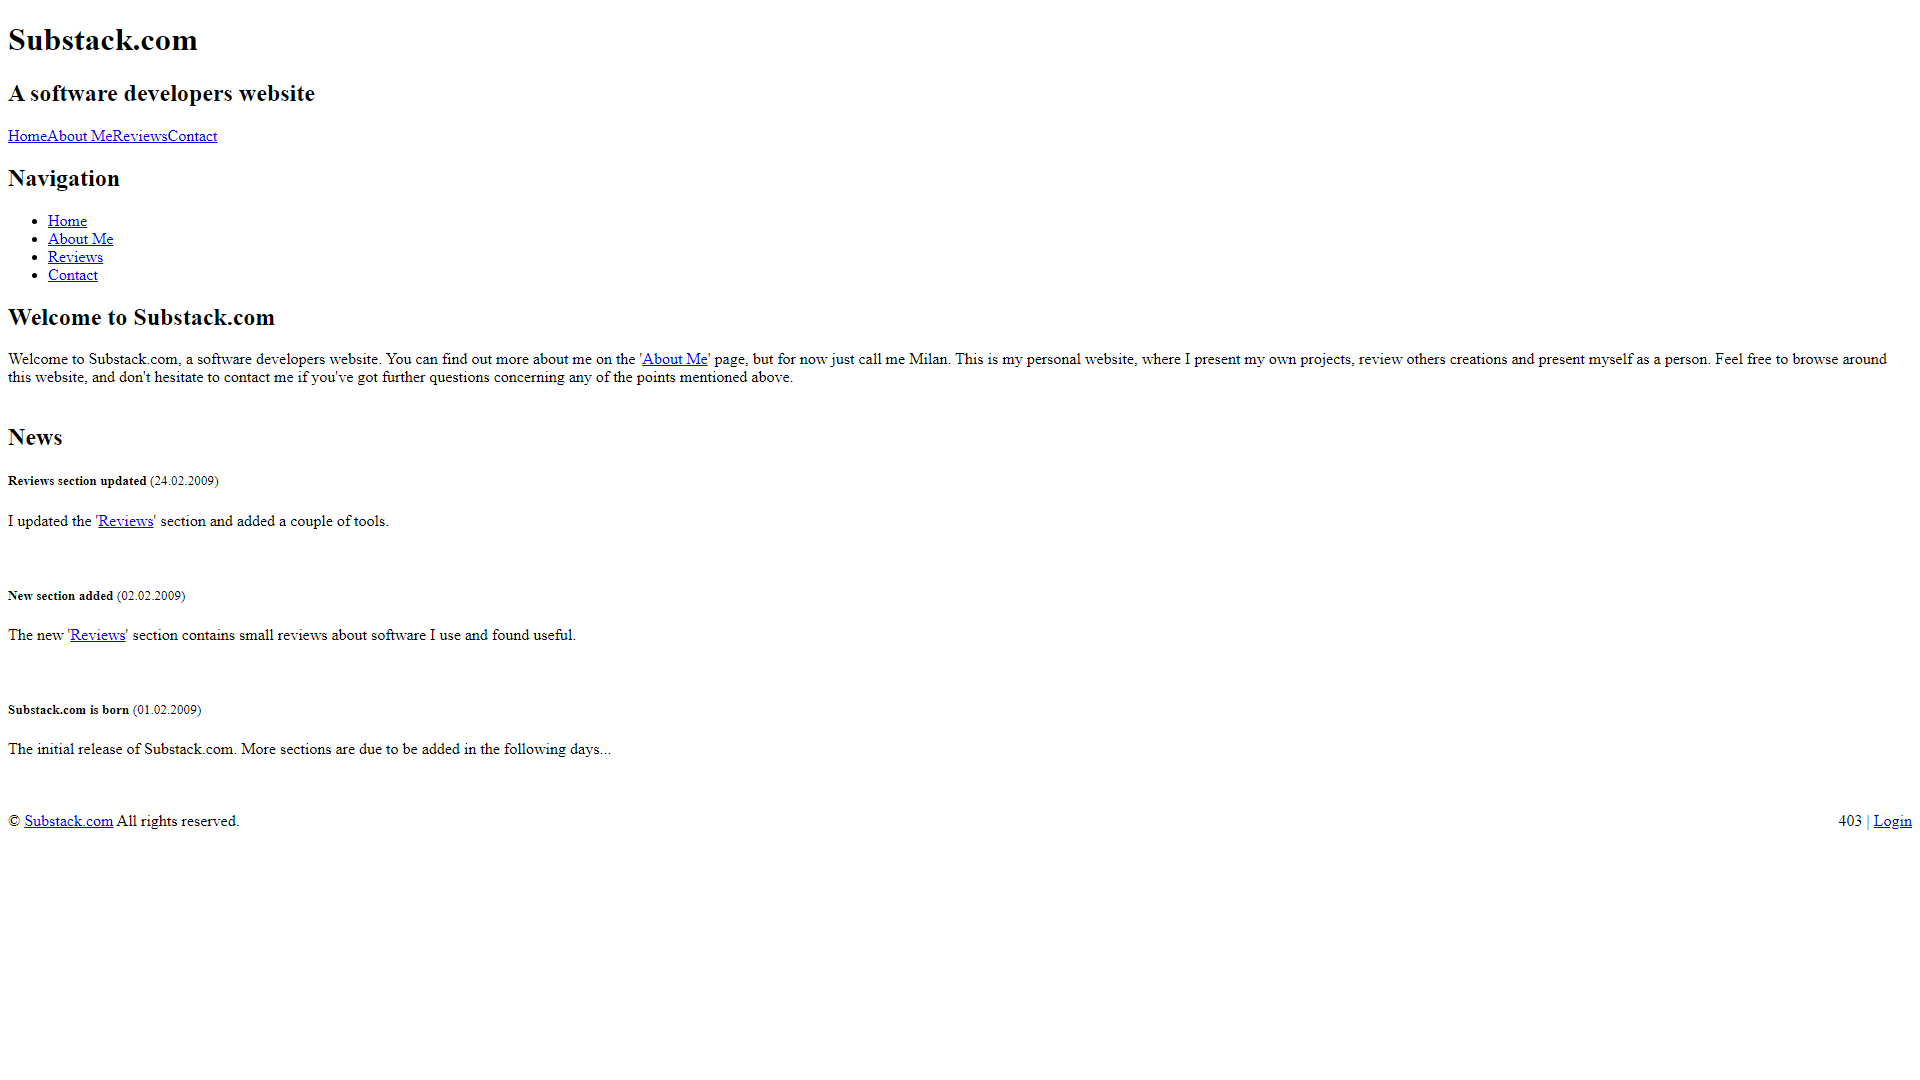 Substack.com
A software developers website
HomeAbout MeReviewsContact
Navigation
Home
About Me
Reviews
Contact
Welcome to Substack.com
Welcome to Substack.com, a software developers website. You can find out more about me on the 'About Me' page, but for now just call me Milan. This is my personal website, where I present my own projects, review others creations and present myself as a person. Feel free to browse around
this website, and don't hesitate to contact me if you've got further questions concerning any of the points mentioned above.
News
Reviews section updated (24.02.2009)
I updated the 'Reviews' section and added a couple of tools.
New section added (02.02.2009)
The new 'Reviews' section contains small reviews about software I use and found useful.
Substack.com is born (01.02.2009)
The initial release of Substack.com. More sections are due to be added in the following days...
© Substack.com All rights reserved. 403 | Login